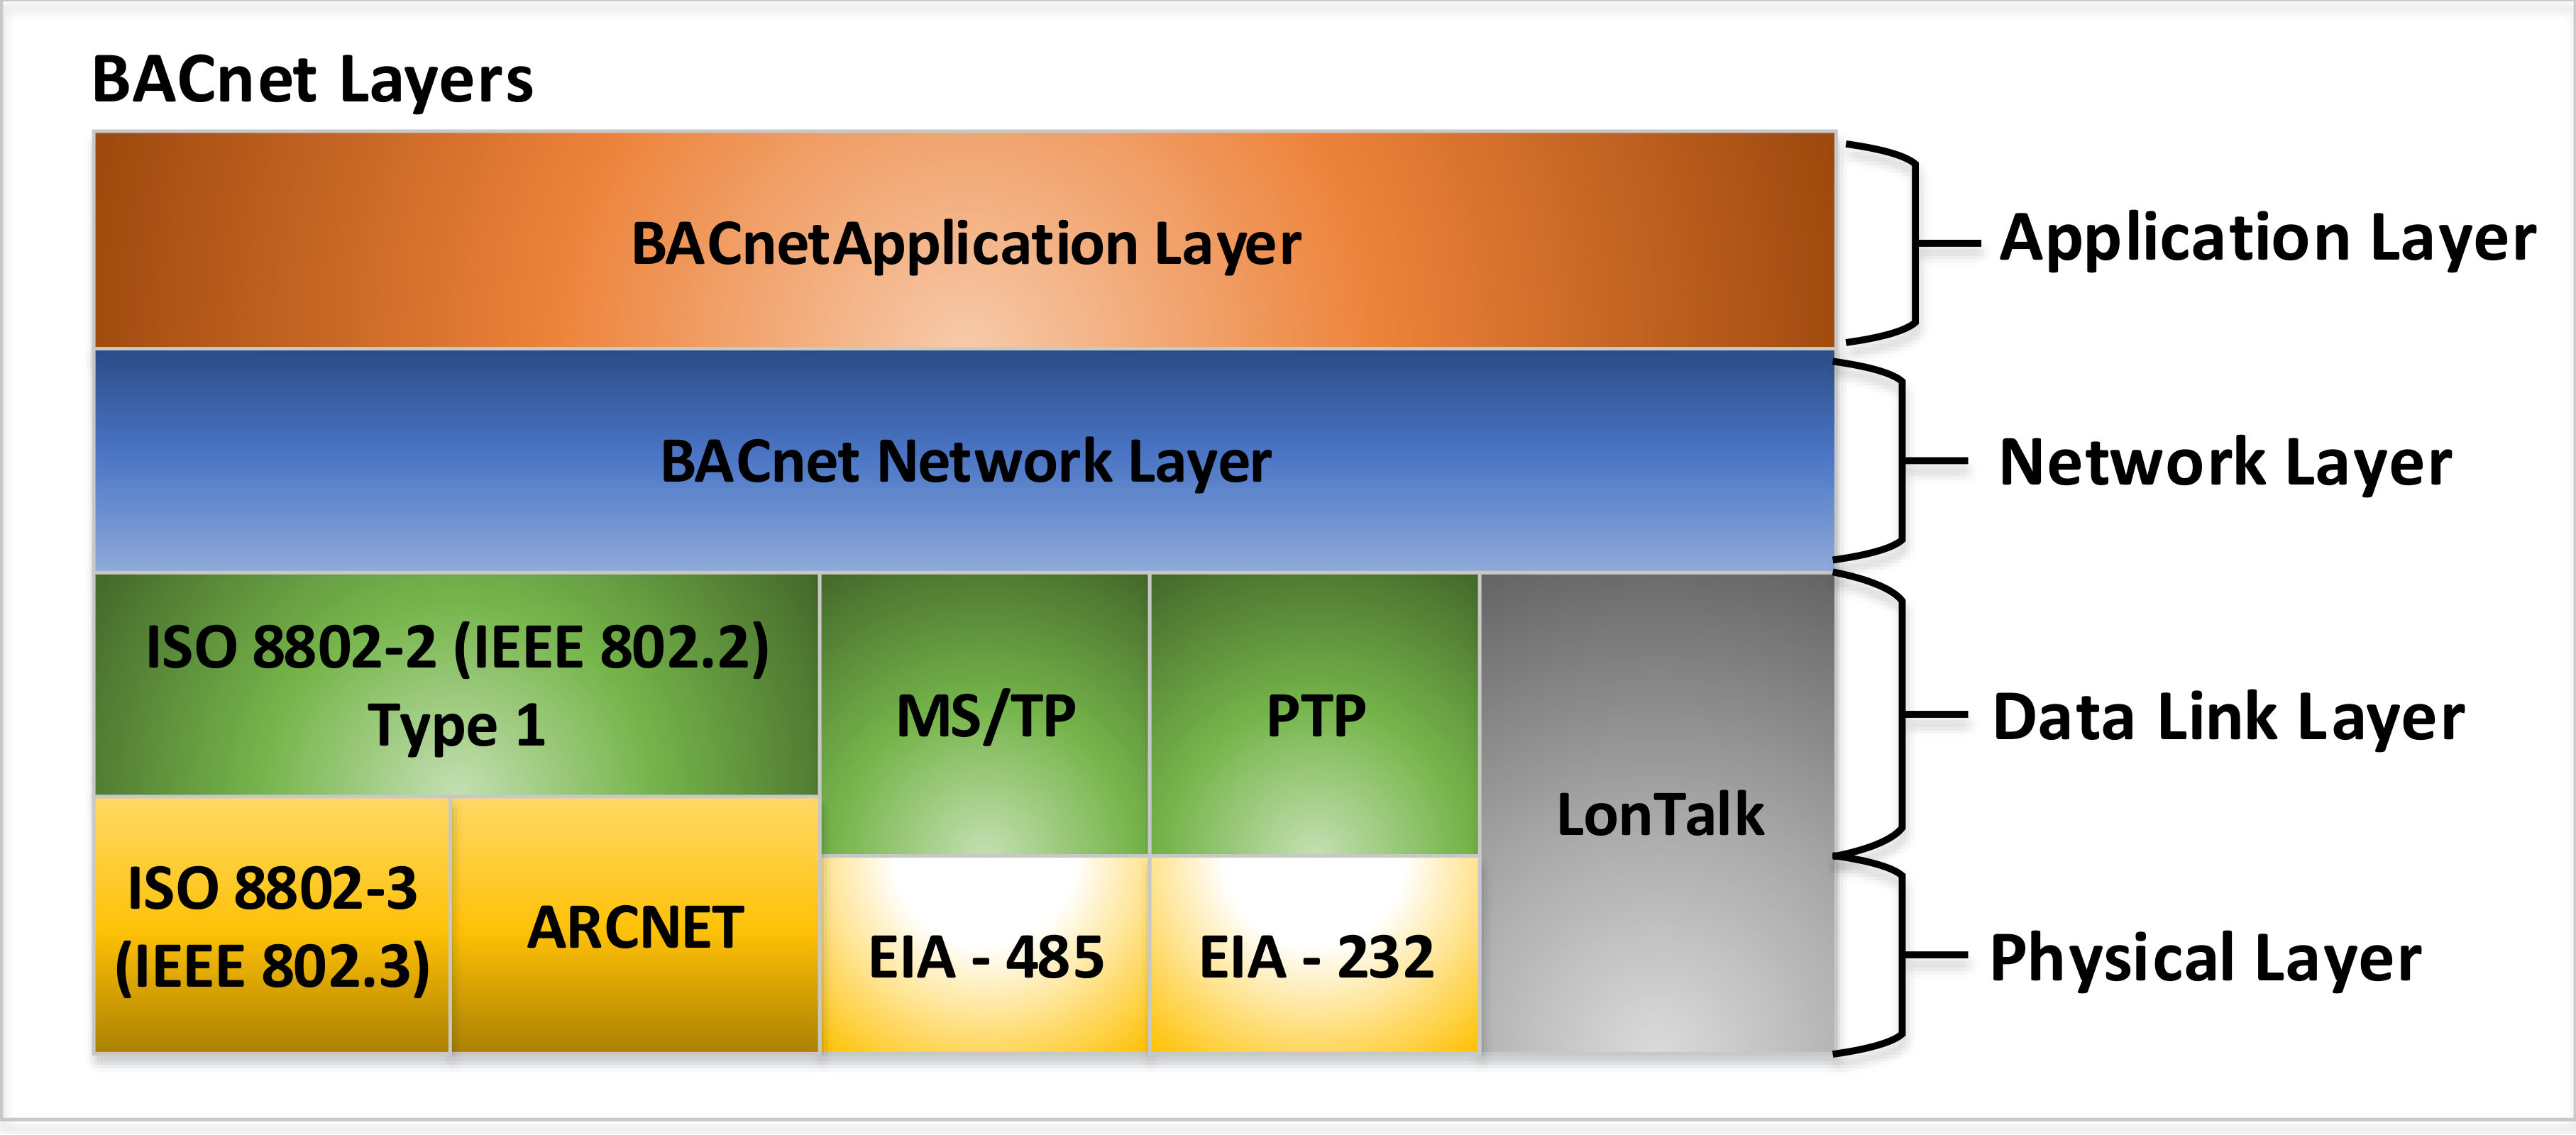 BACnet Layers
BACnetApplication Layer
Application Layer
BACnet Network Layer
Network Layer
ISO 8802-2 (IEEE 802.2)
Type 1
MS/TP
PTP
LonTalk
Data Link Layer
ISO 8802-3
(IEEE 802.3)
ARCNET
EIA - 485
EIA - 232
Physical Layer